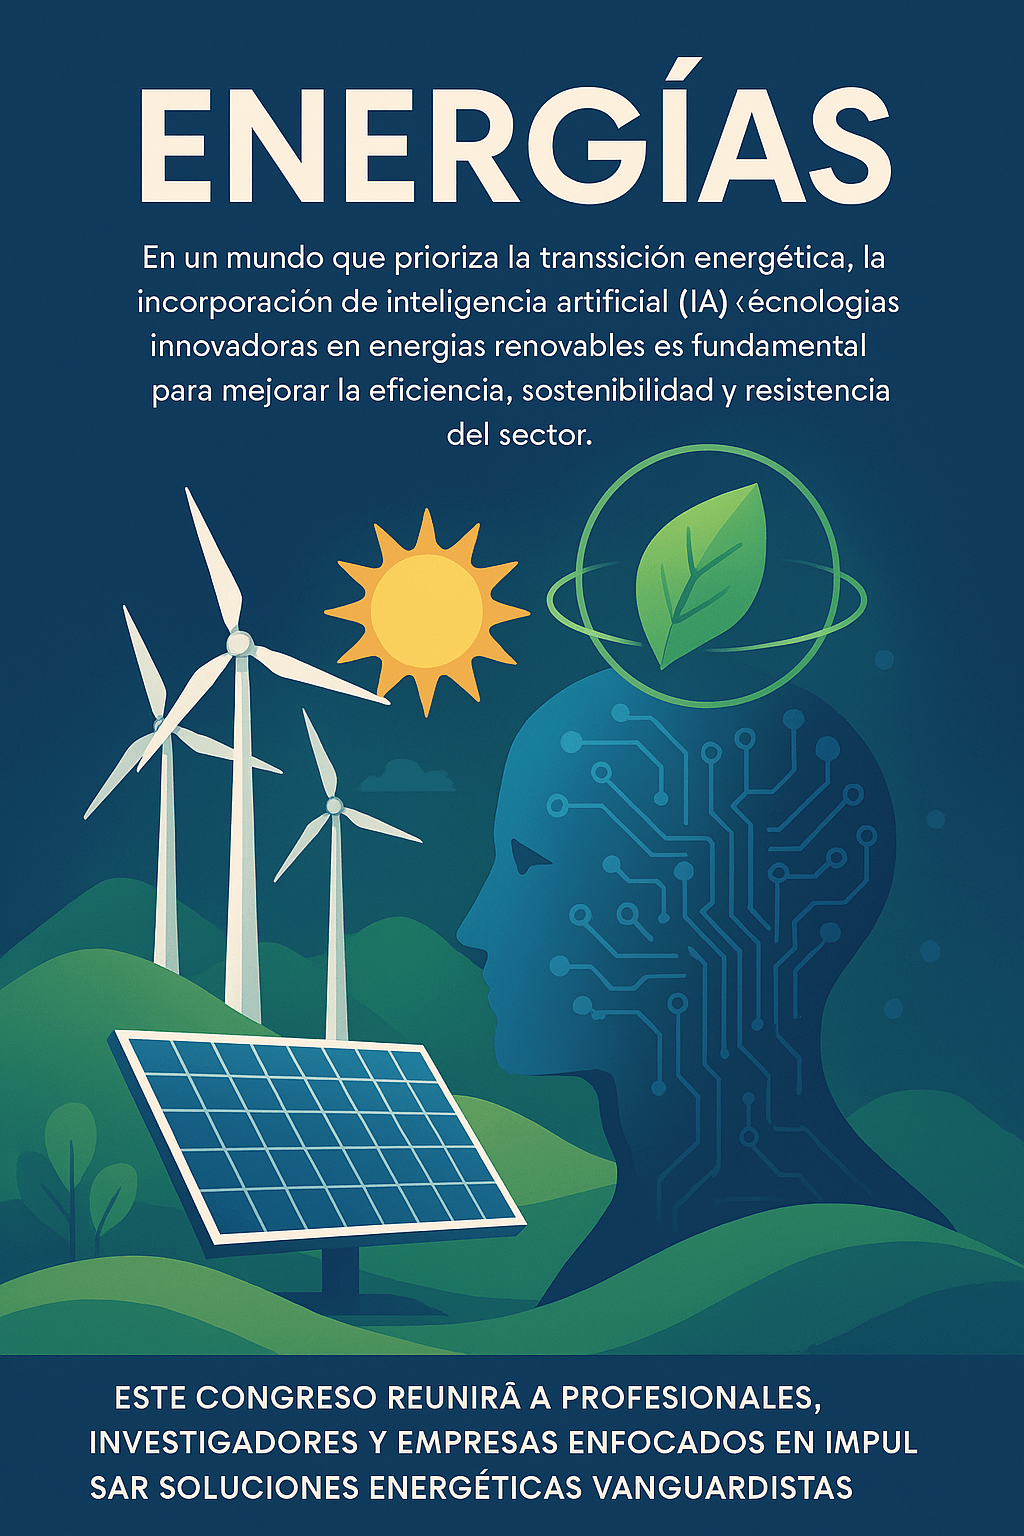 ENERGÍAS
En un mundo que prioriza la transsición energética, la
incorporación de inteligencia artificial (IA) ‹écnologias
innovadoras en energias renovables es fundamental
para mejorar la eficiencia, sostenibilidad y resistencia
del sector.
ESTE CONGRESO REUNIRÂ A PROFESIONALES,
INVESTIGADORES Y EMPRESAS ENFOCADOS EN IMPUL
SAR SOLUCIONES ENERGÉTICAS VANGUARDISTAS